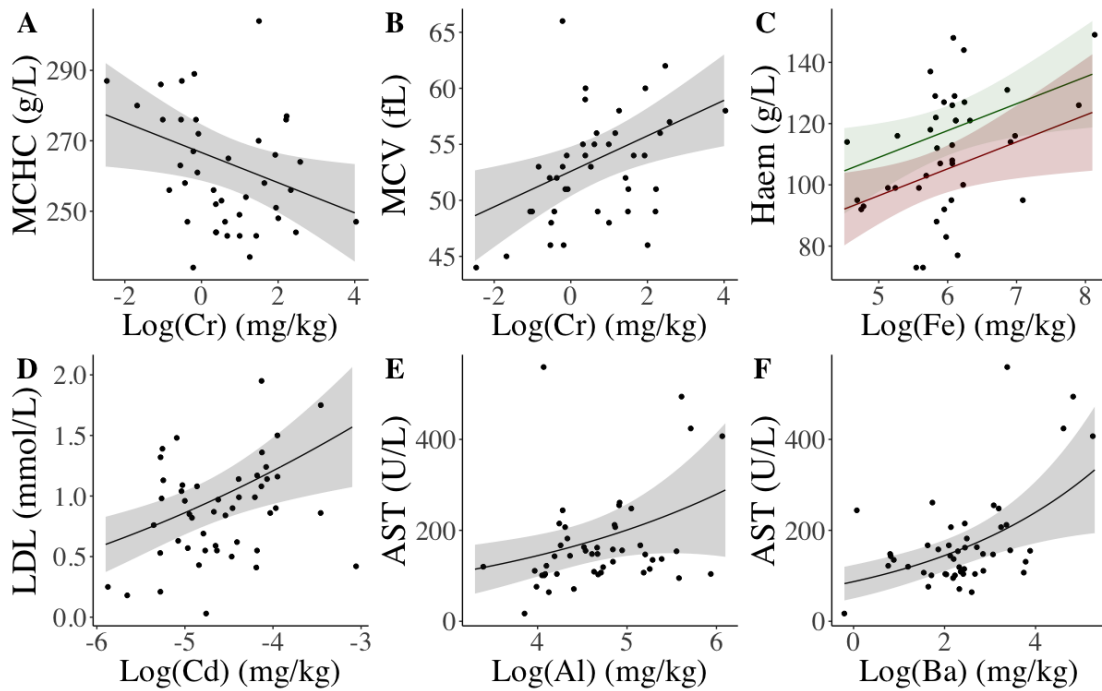 A
MCHC (g/L)
290
270
250
-2 0 2 4
Log(Cr) (mg/kg)
B
MCV (fL)
65
60
55
50
45
-2 0 2 4
Log(Cr) (mg/kg)
C
Haem (g/L)
140
120
100
80
5 6 7 8
Log(Fe) (mg/kg)
D
LDL (mmol/L)
2.0
1.5
1.0
0.5
0.0
-6 -5 -4 -3
Log(Cd) (mg/kg)
E
AST (U/L)
400
200
0
4 5 6
Log(Al) (mg/kg)
F
AST (U/L)
400
200
0
0 2 4
Log(Ba) (mg/kg)